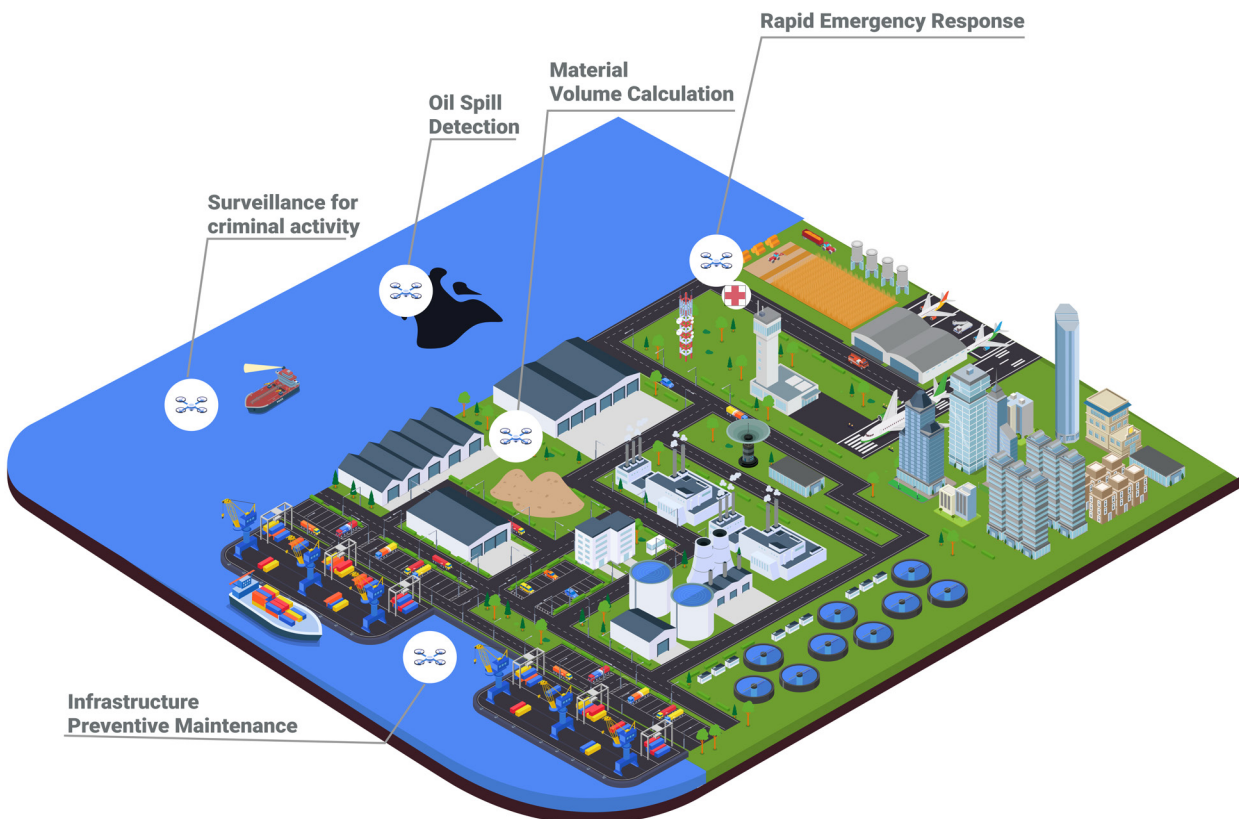 Rapid Emergency Response
Material
Volume Calculation
Oil Spill
Detection
Surveillance for
criminal activity
Infrastructure
Preventive Maintenance